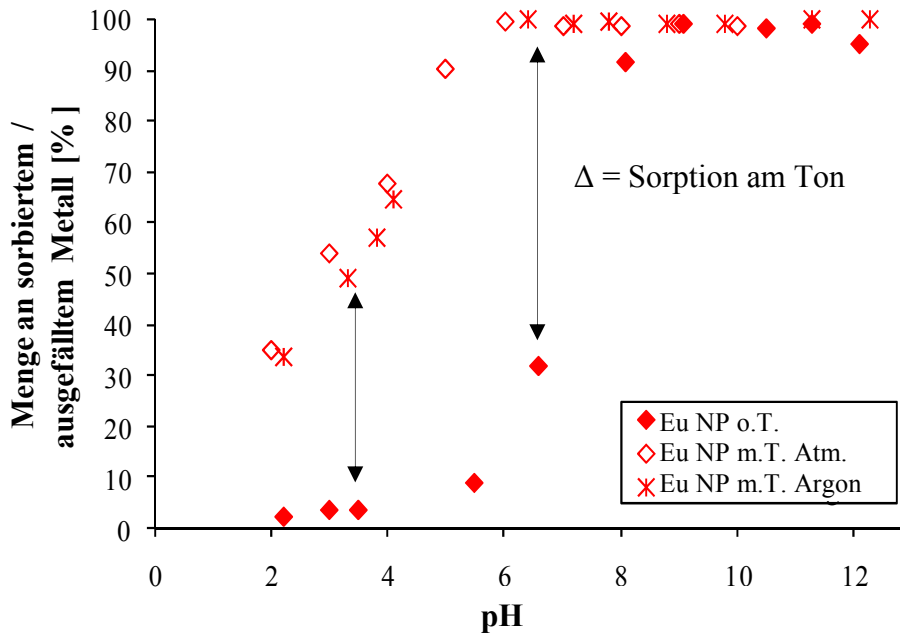 Menge an sorbiertem /
ausgefälltem Metall [% ]
100
90
80
70
60
50
40
30
20
10
0
0 2 4 6 8 10 12
pH
Δ = Sorption am Ton
Eu NP o.T.
Eu NP m.T. Atm.
Eu NP m.T. Argon